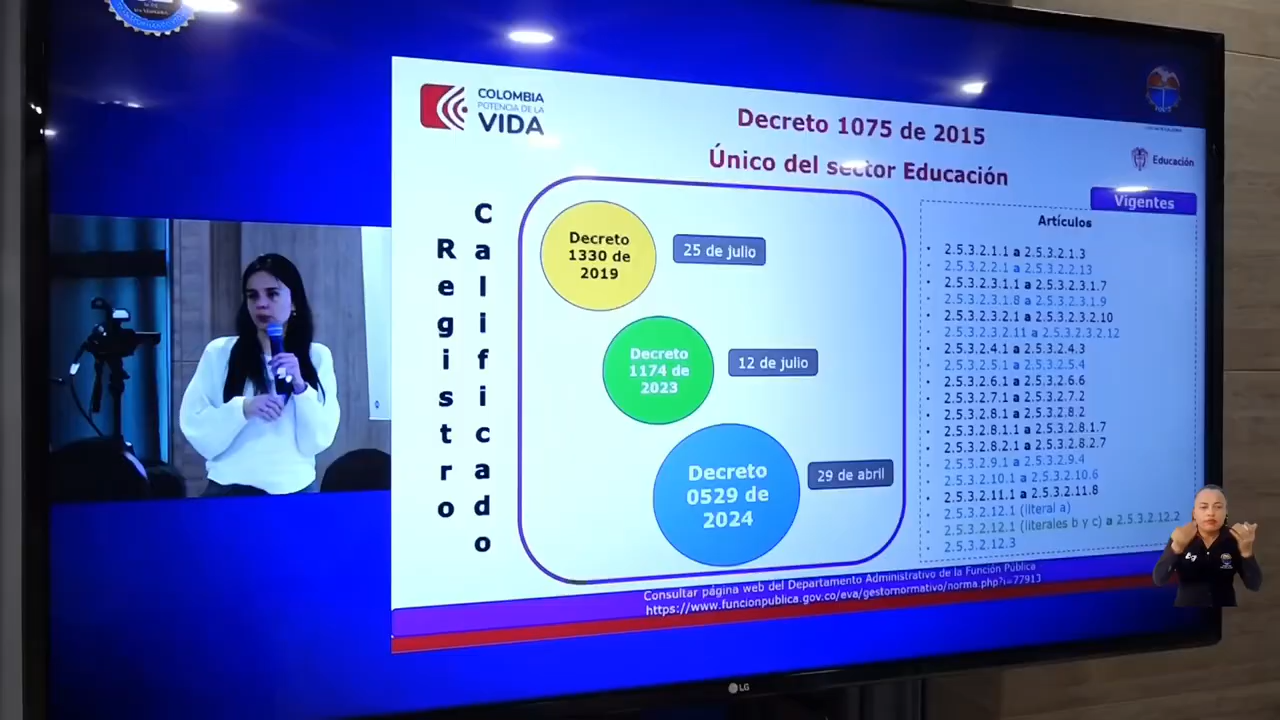 COLOMBIA
POTENCIA DE LA
VIDA
Decreto 1075 de 2015
Único del sector Educación
Educación
Registro
Calificado
Decreto
1330 de
2019
25 de julio
Decreto
1174 de
2023
12 de julio
Decreto
0529 de
2024
29 de abril
Vigentes
Artículos
• 2.5.3.2.1.1 a 2.5.3.2.1.3
• 2.5.3.2.2.1 a 2.5.3.2.2.13
• 2.5.3.2.3.1.1 a 2.5.3.2.3.1.7
• 2.5.3.2.3.1.8 a 2.5.3.2.3.1.9
• 2.5.3.2.3.2.1 a 2.5.3.2.3.2.10
• 2.5.3.2.3.2.11 a 2.5.3.2.3.2.12
• 2.5.3.2.4.1 a 2.5.3.2.4.3
• 2.5.3.2.5.1 a 2.5.3.2.5.4
• 2.5.3.2.6.1 a 2.5.3.2.6.6
• 2.5.3.2.7.1 a 2.5.3.2.7.2
• 2.5.3.2.8.1 a 2.5.3.2.8.2
• 2.5.3.2.8.1.1 a 2.5.3.2.8.1.7
• 2.5.3.2.8.2.1 a 2.5.3.2.8.2.7
• 2.5.3.2.9.1 a 2.5.3.2.9.4
• 2.5.3.2.10.1 a 2.5.3.2.10.6
• 2.5.3.2.11.1 a 2.5.3.2.11.8
• 2.5.3.2.12.1 (literal a)
• 2.5.3.2.12.1 (literales b y c) a 2.5.3.2.12.2
• 2.5.3.2.12.3
Consultar página web del Departamento Administrativo de la Función Pública
https://www.funcionpublica.gov.co/eva/gestornormativo/norma.php?i=77913
LG